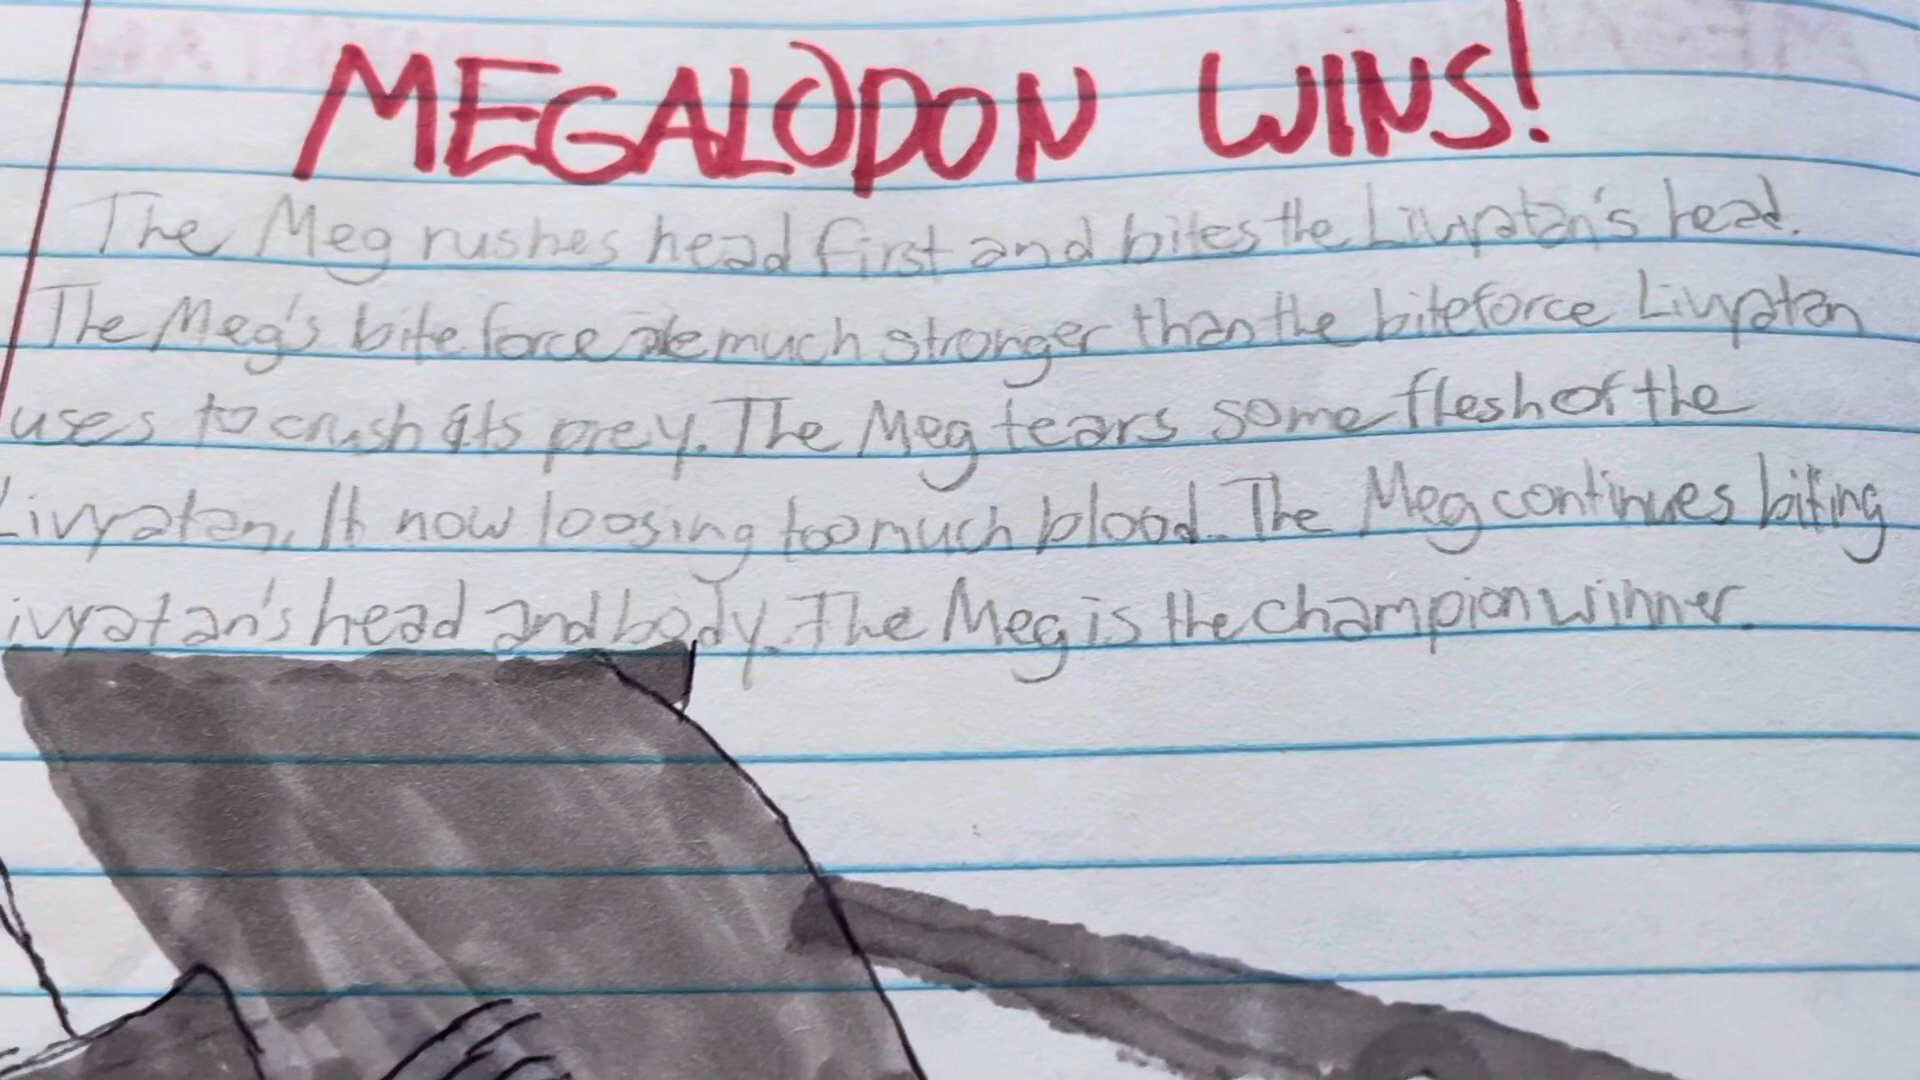 MEGALODON WINS!
The Meg rushes head first and bites the Livyatan's head.
The Meg's bite force much stronger than the biteforce Livyatan
uses to crush its prey. The Meg tears some flesh of the
Livyatan. It now loosing too much blood. The Meg continues biting
ivyatan's head and body. The Meg is the champion winner.